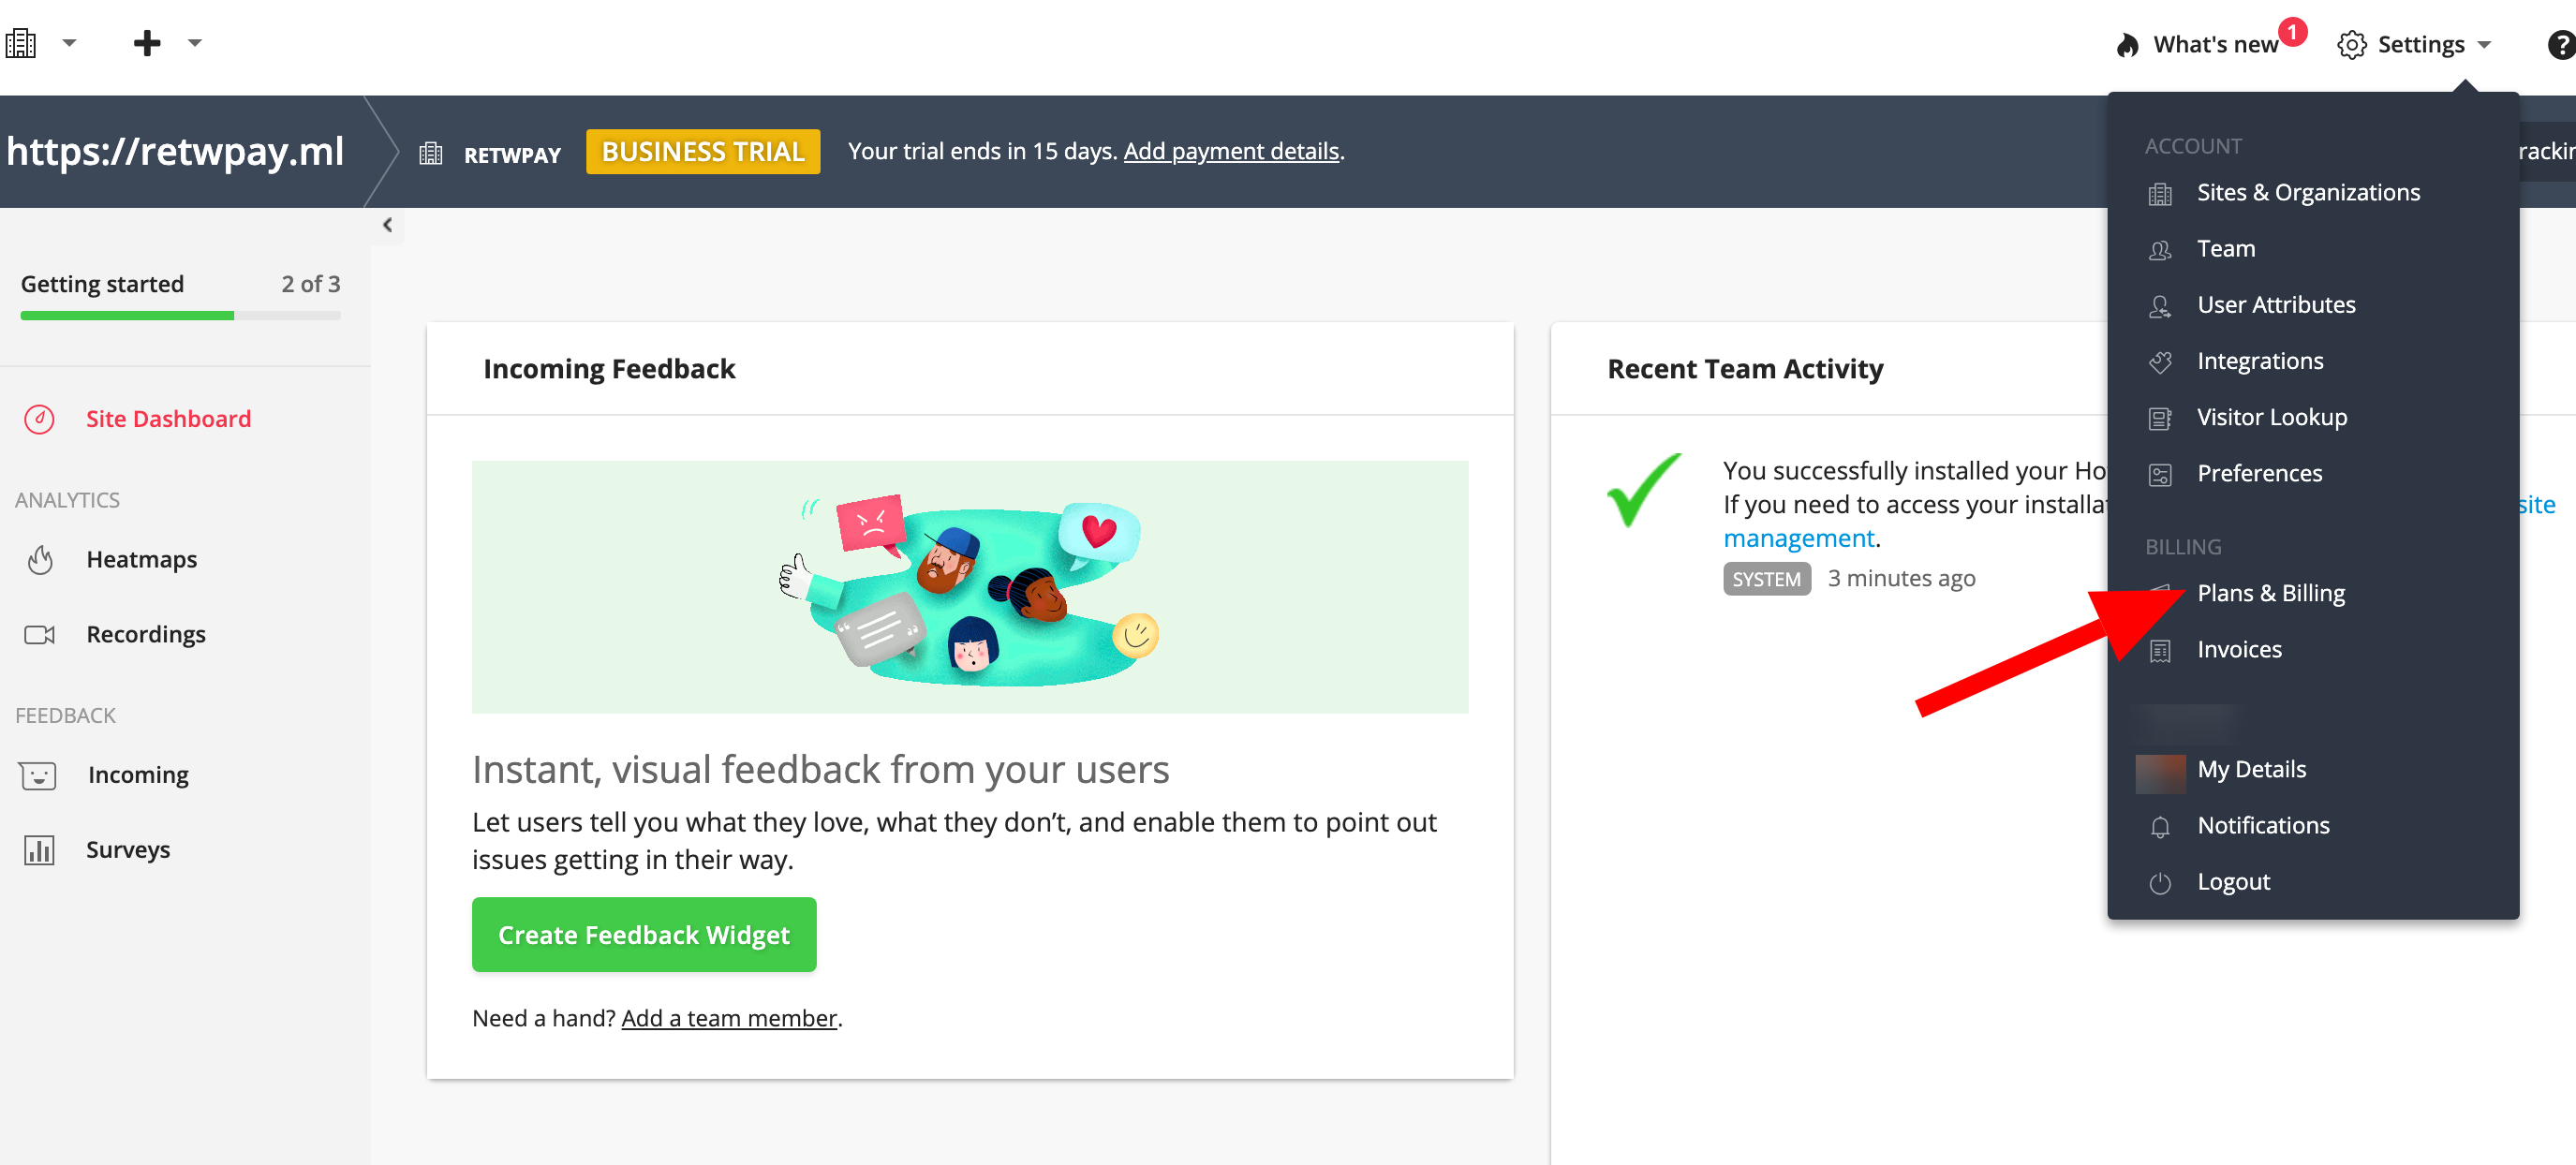 What's new 1 Settings ?
https://retwpay.ml RETWPAY BUSINESS TRIAL Your trial ends in 15 days. Add payment details.
Getting started 2 of 3
Site Dashboard
ANALYTICS
Heatmaps
Recordings
FEEDBACK
Incoming
Surveys
Incoming Feedback
Instant, visual feedback from your users
Let users tell you what they love, what they don’t, and enable them to point out
issues getting in their way.
Create Feedback Widget
Need a hand? Add a team member.
Recent Team Activity
You successfully installed your Ho
If you need to access your installat site
management.
SYSTEM 3 minutes ago
ACCOUNT
Sites & Organizations
Team
User Attributes
Integrations
Visitor Lookup
Preferences
BILLING
Plans & Billing
Invoices
My Details
Notifications
Logout